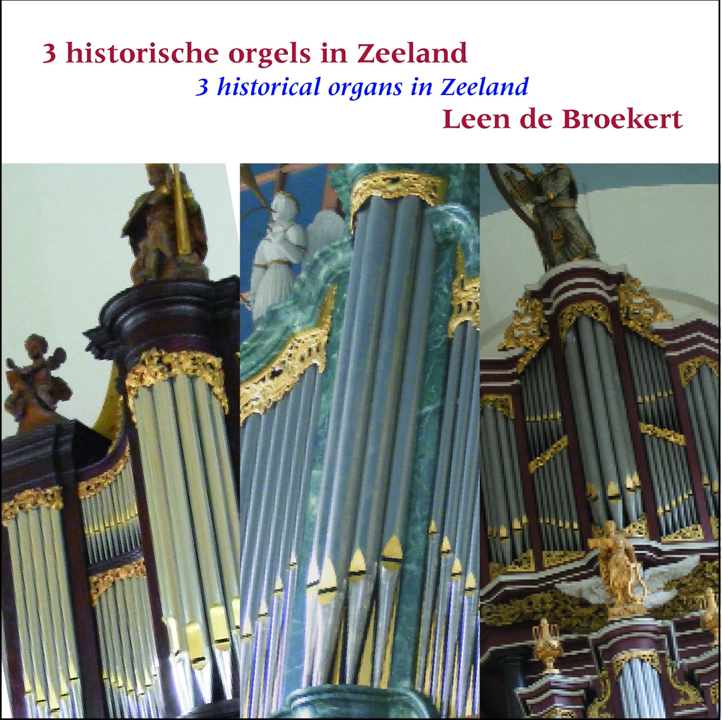 3 historische orgels in Zeeland
3 historical organs in Zeeland
Leen de Broekert